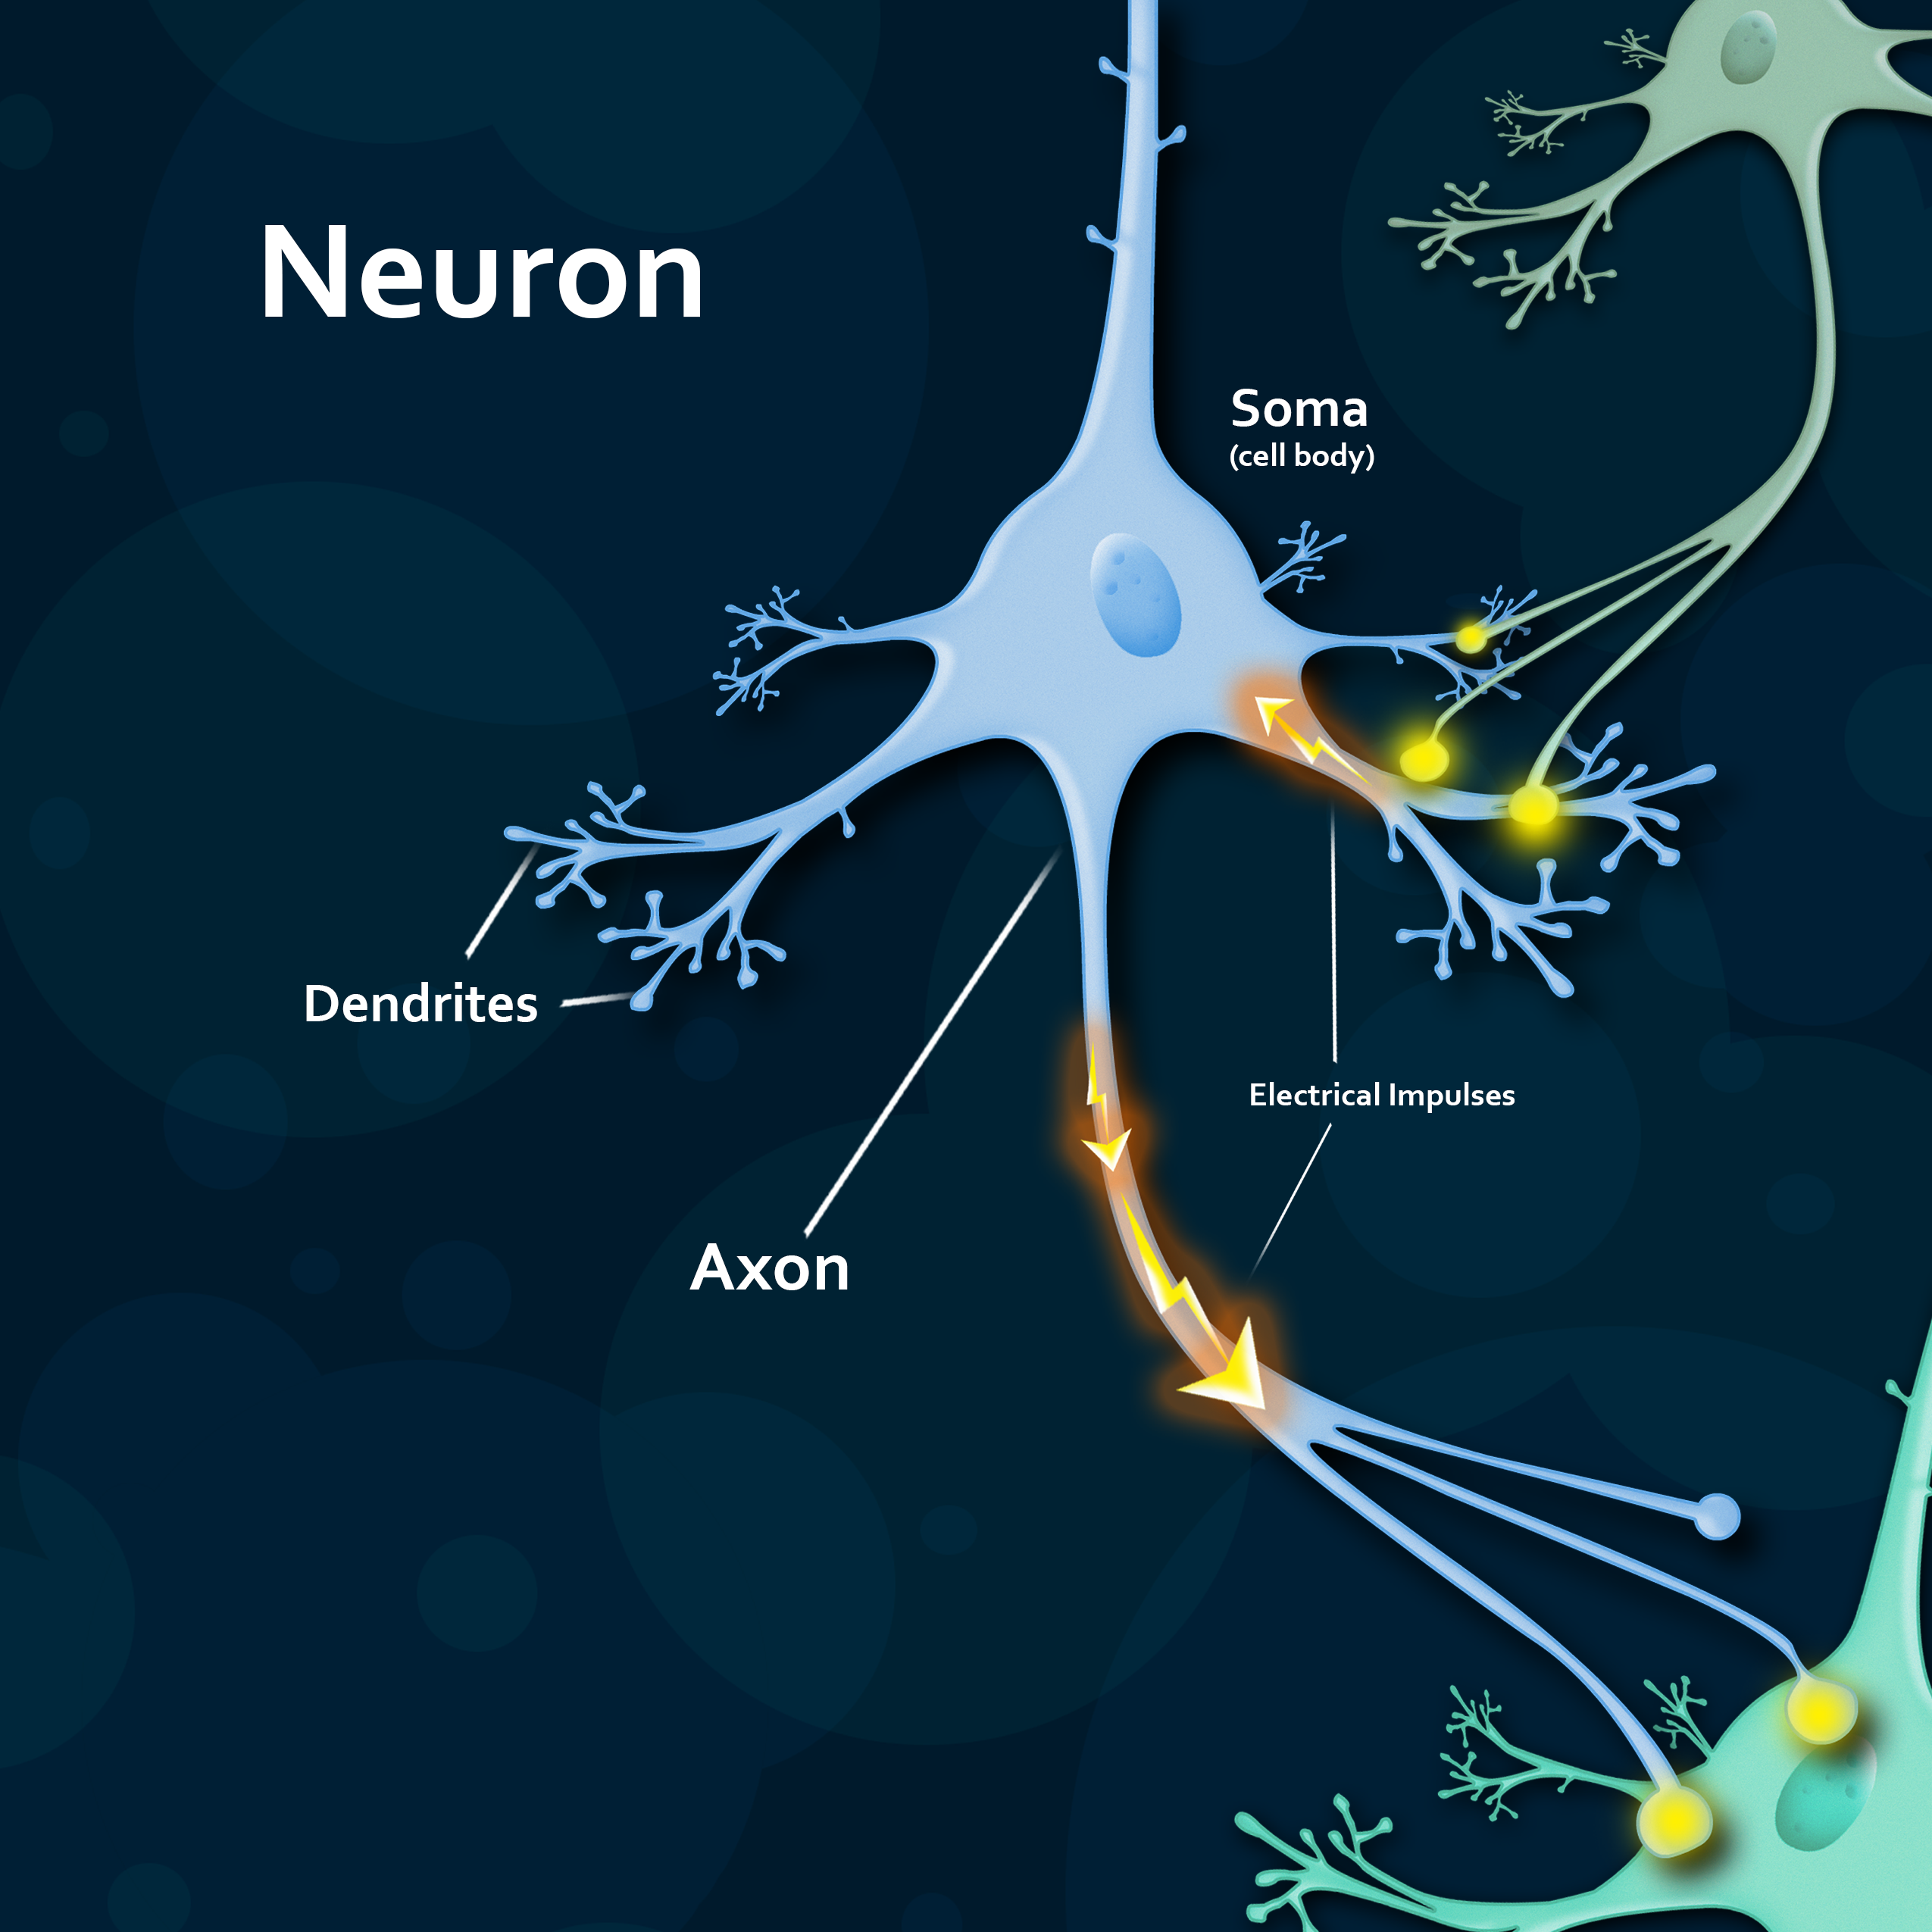 Neuron
Soma
(cell body)
Dendrites
Electrical Impulses
Axon